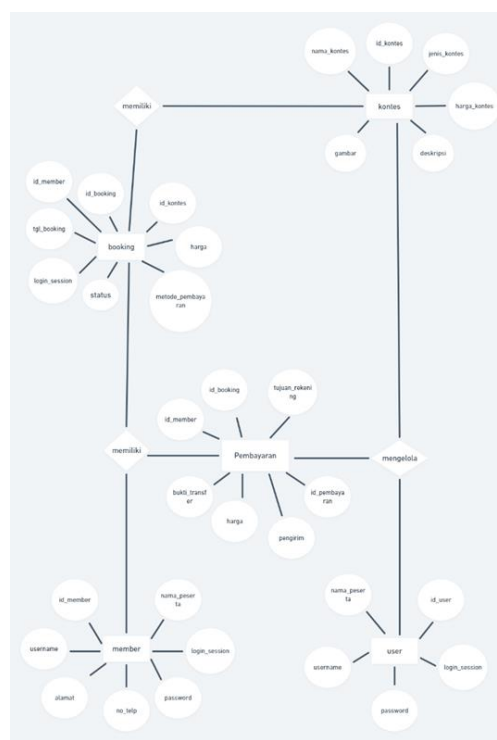 id_kontes
nama_kontes
jenis_kontes
memiliki
kontes
harga_kontes
gambar
deskripsi
id_member
id_booking
id_kontes
tgl_booking
booking
harga
login_session
status
metode_pembaya
ran
id_booking
tujuan_rekeni
ng
id_member
memiliki
Pembayaran
mengelola
bukti_transf
er
id_pembaya
ran
harga
pengirim
id_member
nama_peser
ta
username
member
login_session
alamat
no_telp
password
nama_peser
ta
id_user
user
username
login_session
password